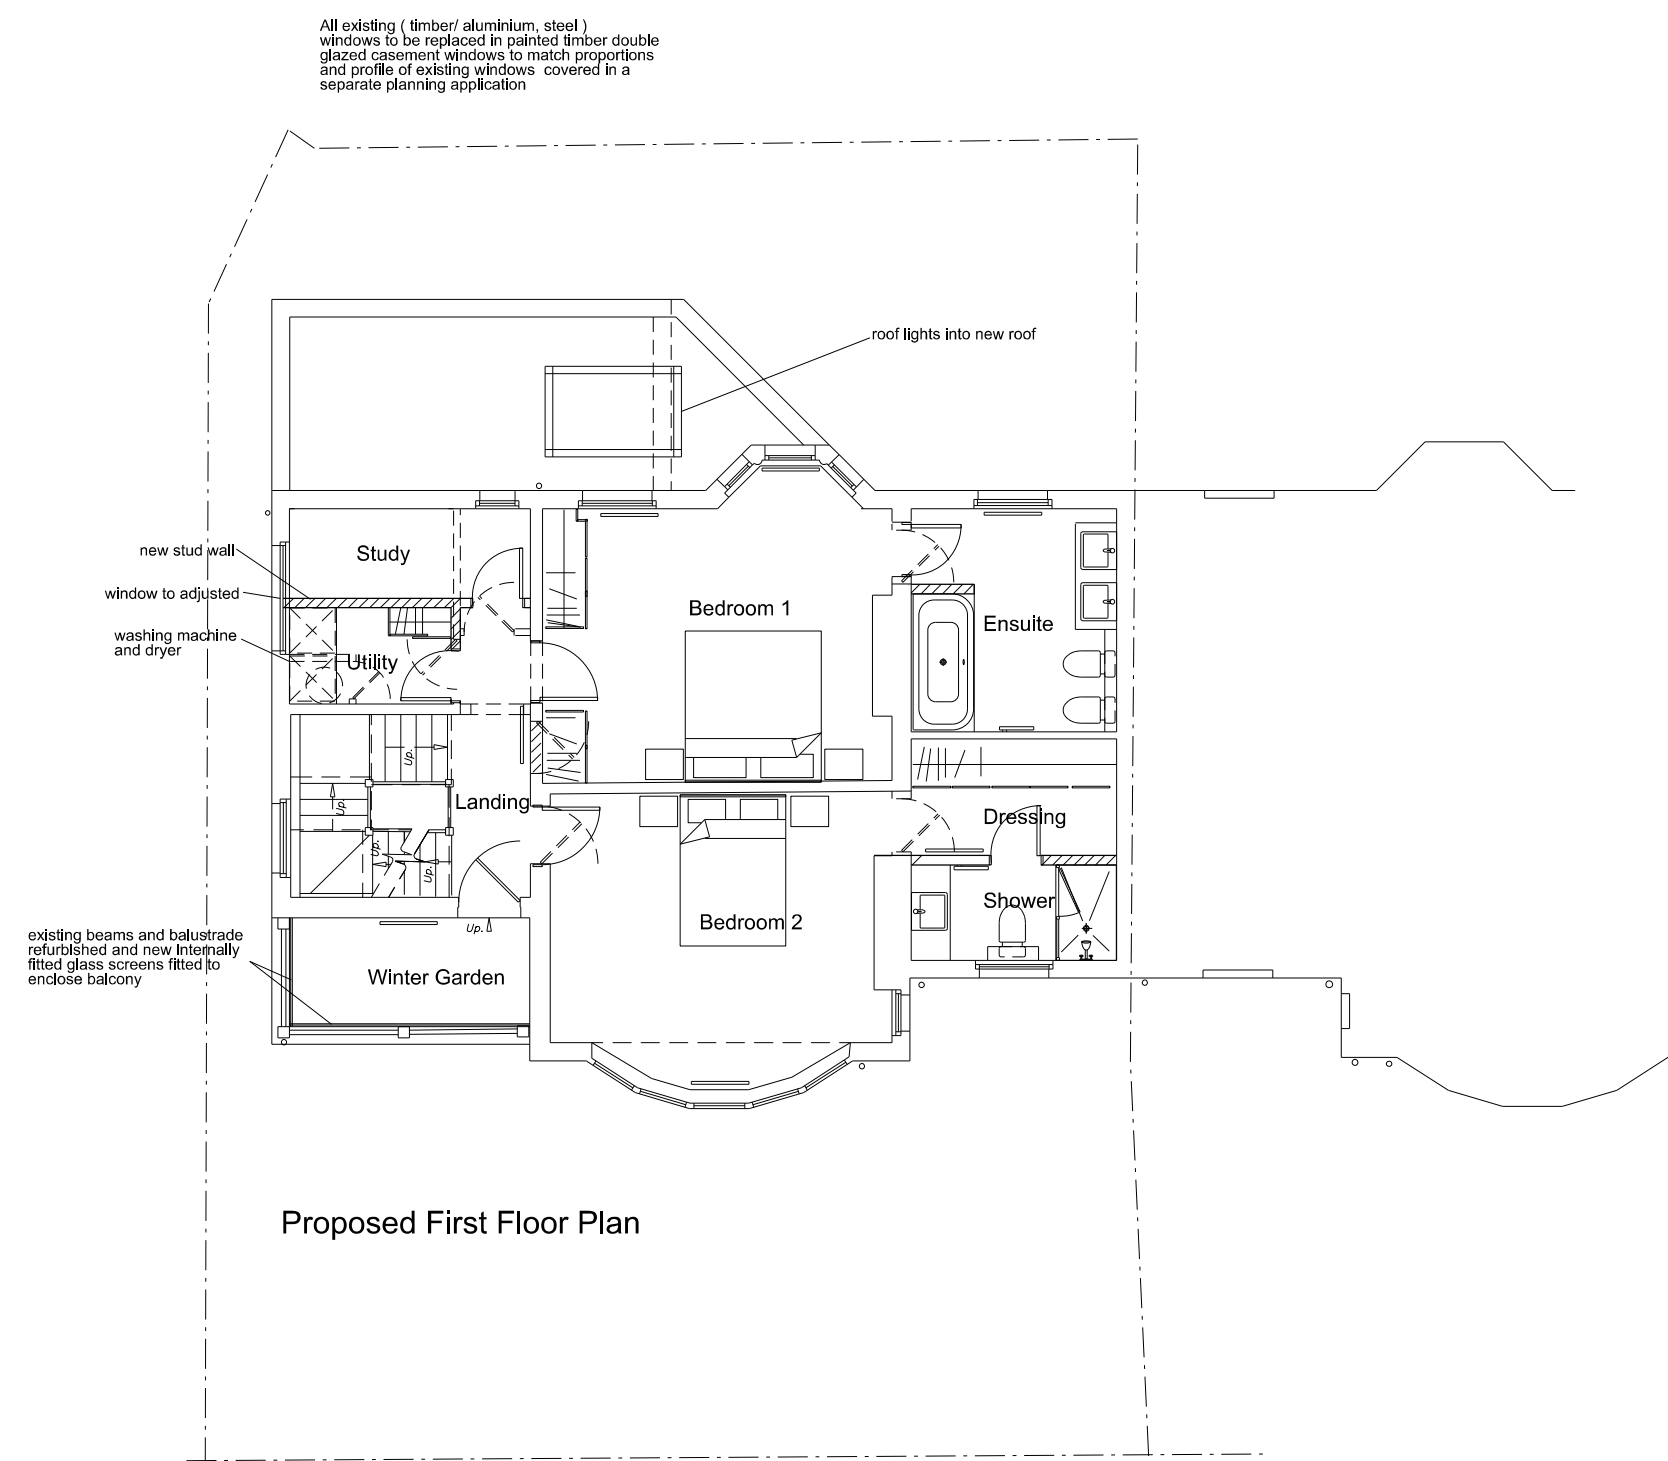 All existing ( timber/ aluminium, steel )
windows to be replaced in painted timber double
glazed casement windows to match proportions
and profile of existing windows  covered in a
separate planning application
roof lights into new roof
new stud wall
Study
window to adjusted
washing machine
and dryer
Utility
Bedroom 1
Ensuite
Up.
Up.
Landing
Dressing
Up.
Up.
Shower
Bedroom 2
Up.
existing beams and balustrade
refurbished and new internally
fitted glass screens fitted to
enclose balcony
Winter Garden
Proposed First Floor Plan